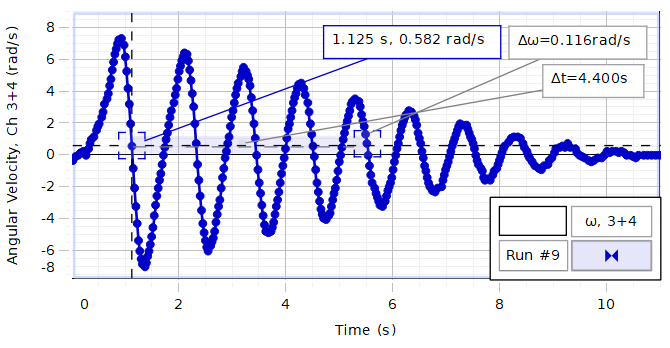 8
6
4
2
0
-2
-4
-6
-8
Angular Velocity, Ch 3+4 (rad/s)
1.125 s, 0.582 rad/s
Δω=0.116rad/s
Δt=4.400s
ω, 3+4
Run #9
0 2 4 6 8 10
Time (s)